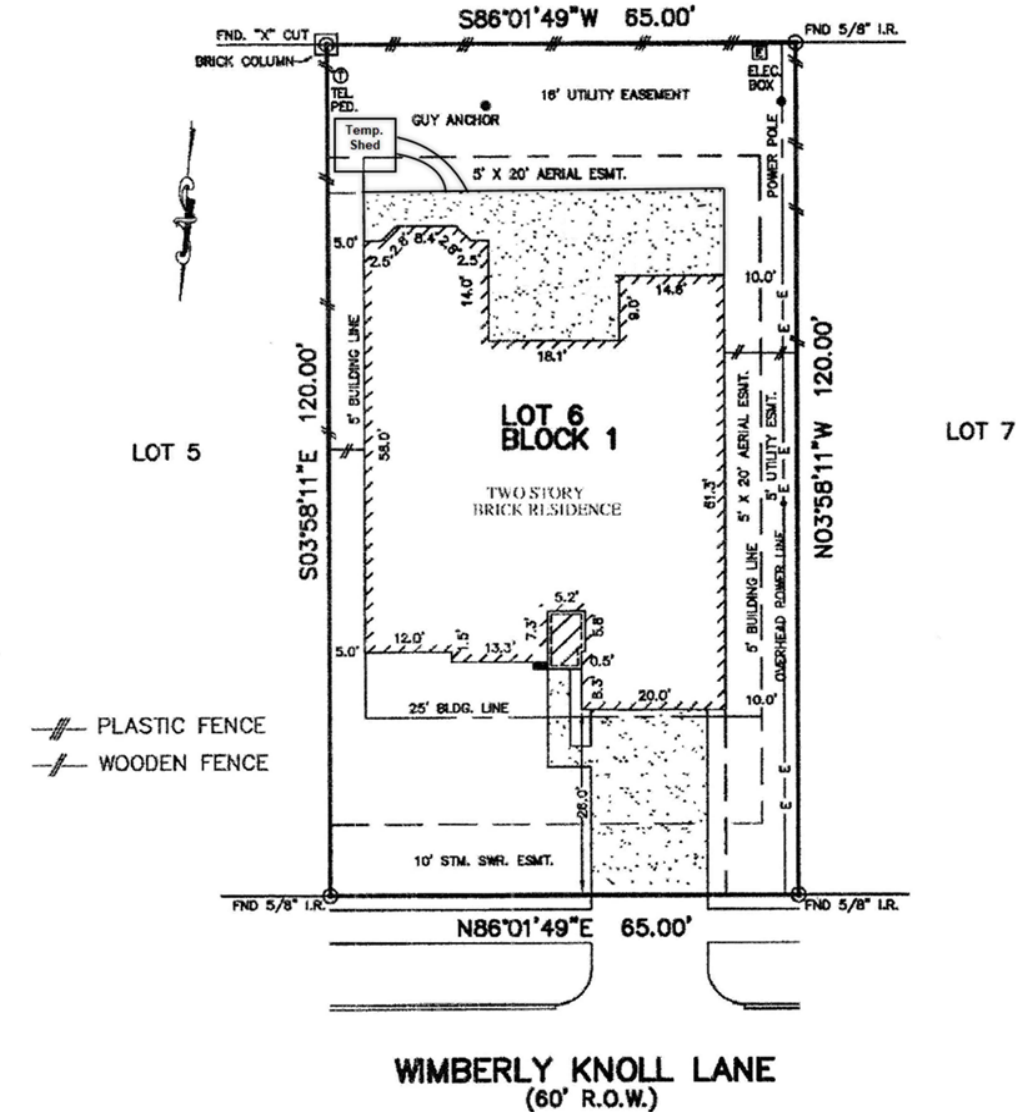 S86°01'49"W 65.00'
FND. "X" CUT
FND 5/8" I.R.
BRICK COLUMN
TEL.
PED.
ELEC.
BOX
16' UTILITY EASEMENT
GUY ANCHOR
Temp.
Shed
POWER POLE
5' X 20' AERIAL ESMT.
5.0'
2.5'
2.8'
8.4'
2.8'
2.5'
14.0'
18.1'
9.0'
14.6'
10.0'
E
E
5' BUILDING LINE
58.0'
S03°58'11"E 120.00'
N03°58'11"W 120.00'
LOT 5
LOT 6
BLOCK 1
LOT 7
TWO STORY
BRICK RESIDENCE
61.3'
5' X 20' AERIAL ESMT.
5' UTILITY ESMT.
E
E
5' BUILDING LINE
OVERHEAD POWER LINE
5.2'
7.3'
5.8'
0.5'
8.3'
5.0'
12.0'
1.5'
13.3'
20.0'
10.0'
25' BLDG. LINE
PLASTIC FENCE
WOODEN FENCE
26.0'
E
E
10' STM. SWR. ESMT.
FND 5/8" I.R.
FND 5/8" I.R.
N86°01'49"E 65.00'
WIMBERLY KNOLL LANE
(60' R.O.W.)